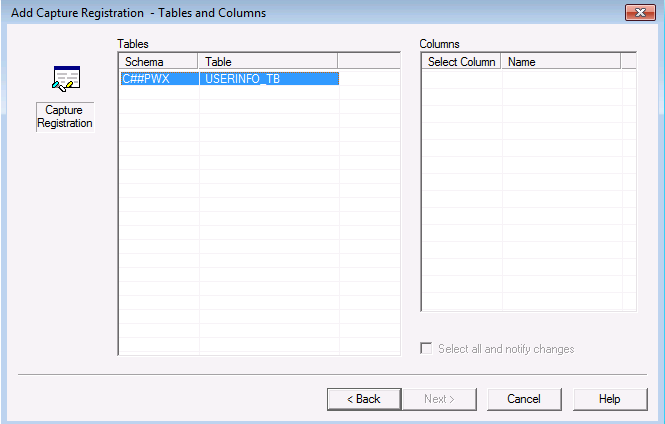 Add Capture Registration - Tables and Columns
Tables
Columns
Schema Table
Select Column Name
C##PWX USERINFO_TB
Capture
Registration
Select all and notify changes
< Back Next > Cancel Help